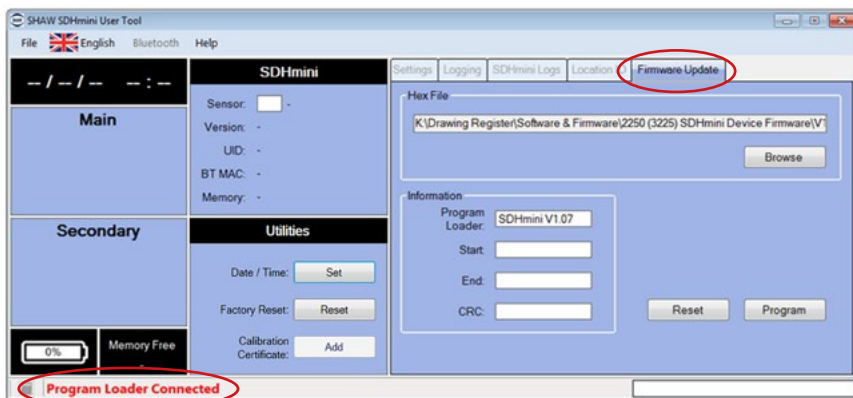 SHAW SDHmini User Tool
File English Bluetooth Help
-- / -- / -- -- : --
Main
Secondary
0%
Memory Free
-
SDHmini
Sensor: -
Version: -
UID: -
BT MAC: -
Memory: -
Utilities
Date / Time: Set
Factory Reset: Reset
Calibration
Certificate: Add
Settings Logging SDHmini Logs Location Firmware Update
Hex File
K:\Drawing Register\Software & Firmware\2250 (3225) SDHmini Device Firmware\V1
Browse
Information
Program
Loader: SDHmini V1.07
Start:
End:
CRC:
Reset Program
Program Loader Connected